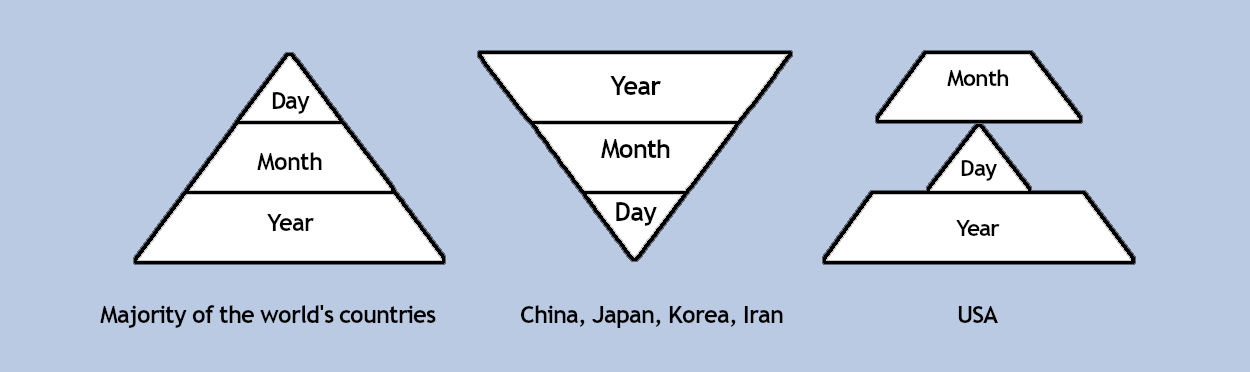 Day
Month
Year
Majority of the world's countries
Year
Month
Day
China, Japan, Korea, Iran
Month
Day
Year
USA